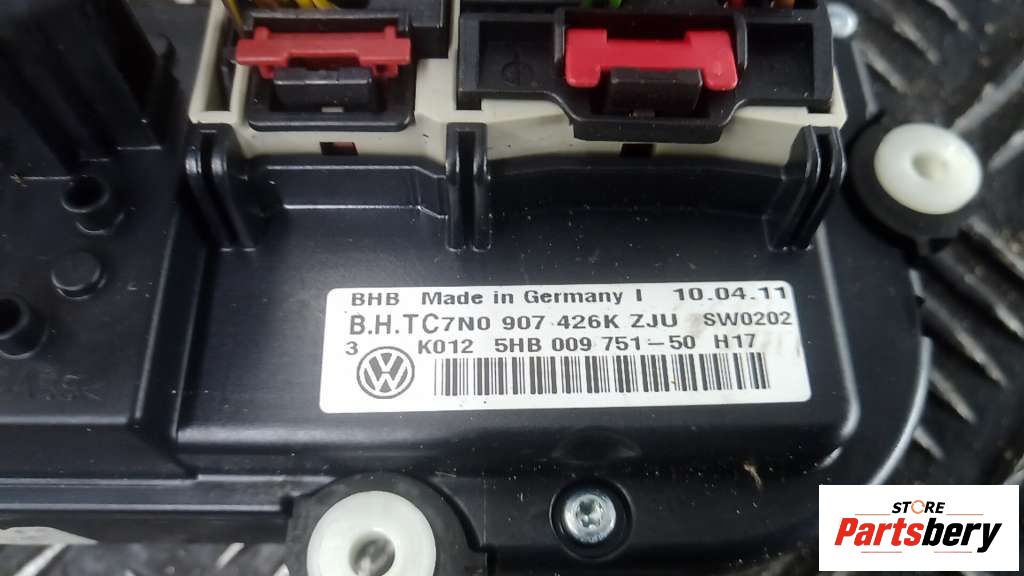 BHB Made in Germany I 10.04.11
B.H.TC7N0 907 426K ZJU SW0202
3 K012 5HB 009 751-50 H17
STORE
Partsbery